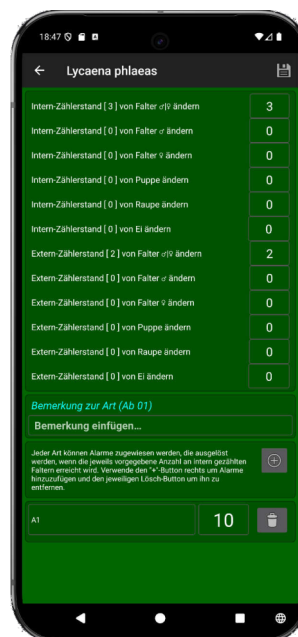 18:47
Lycaena phlaeas
Intern-Zählerstand [ 3 ] von Falter ♂|♀ ändern 3
Intern-Zählerstand [ 0 ] von Falter ♂ ändern 0
Intern-Zählerstand [ 0 ] von Falter ♀ ändern 0
Intern-Zählerstand [ 0 ] von Puppe ändern 0
Intern-Zählerstand [ 0 ] von Raupe ändern 0
Intern-Zählerstand [ 0 ] von Ei ändern 0
Extern-Zählerstand [ 2 ] von Falter ♂|♀ ändern 2
Extern-Zählerstand [ 0 ] von Falter ♂ ändern 0
Extern-Zählerstand [ 0 ] von Falter ♀ ändern 0
Extern-Zählerstand [ 0 ] von Puppe ändern 0
Extern-Zählerstand [ 0 ] von Raupe ändern 0
Extern-Zählerstand [ 0 ] von Ei ändern 0
Bemerkung zur Art (Ab 01)
Bemerkung einfügen...
Jeder Art können Alarme zugewiesen werden, die ausgelöst
werden, wenn die jeweils vorgegebene Anzahl an intern gezählten
Faltern erreicht wird. Verwende den "+"-Button rechts um Alarme
hinzuzufügen und den jeweiligen Lösch-Button um ihn zu
entfernen.
A1 10